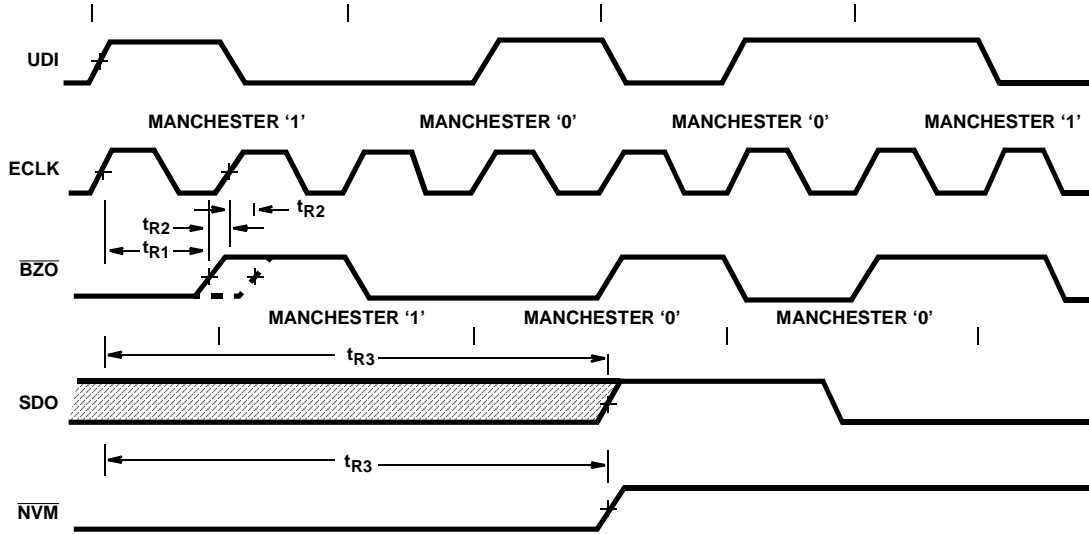 UDI
MANCHESTER ‘1’ MANCHESTER ‘0’ MANCHESTER ‘0’ MANCHESTER ‘1’
ECLK
tR2 tR2
tR1
BZO
MANCHESTER ‘1’ MANCHESTER ‘0’ MANCHESTER ‘0’
tR3
SDO
tR3
NVM